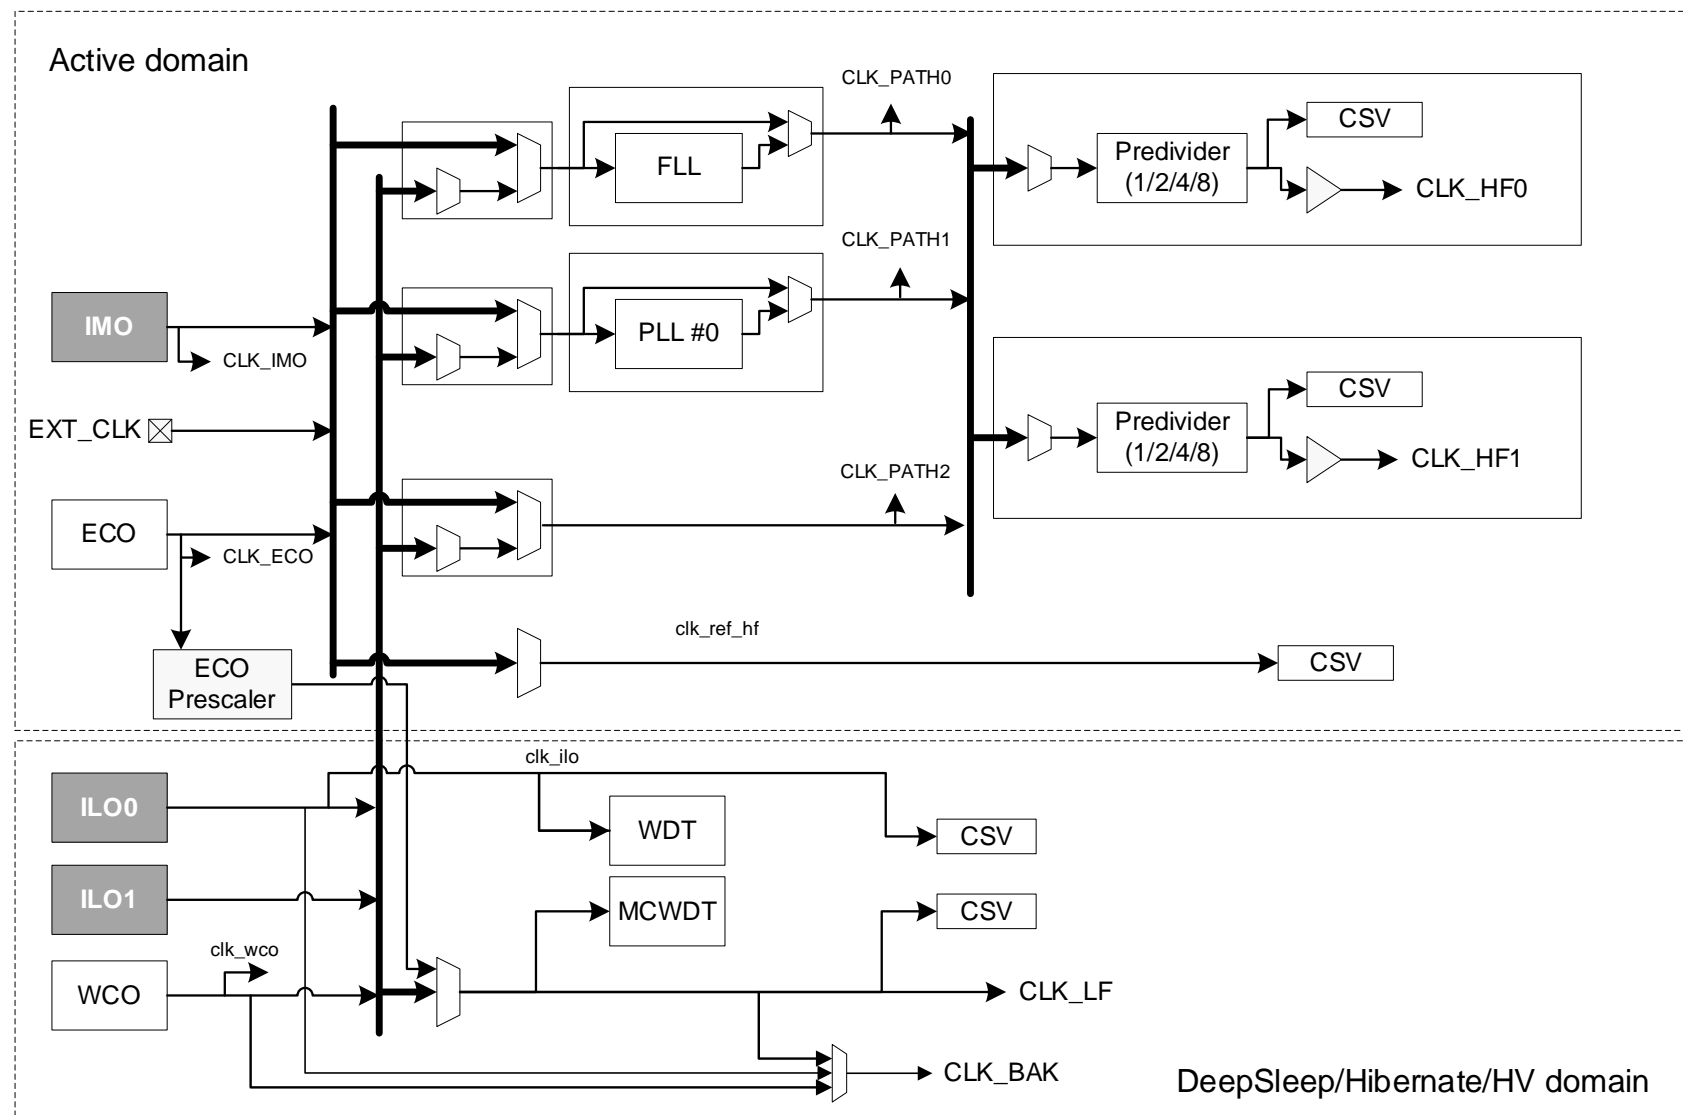 Active domain
CLK_PATH0
CSV
FLL
Predivider
(1/2/4/8)
CLK_HF0
CLK_PATH1
IMO
CLK_IMO
PLL #0
CSV
EXT_CLK
Predivider
(1/2/4/8)
CLK_HF1
CLK_PATH2
ECO
CLK_ECO
clk_ref_hf
CSV
ECO
Prescaler
clk_ilo
ILO0
WDT
CSV
ILO1
MCWDT
CSV
clk_wco
WCO
CLK_LF
CLK_BAK
DeepSleep/Hibernate/HV domain